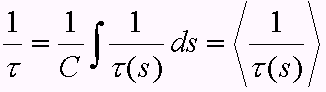 1/τ = 1/C ∫ 1/τ(s) ds = ⟨1/τ(s)⟩